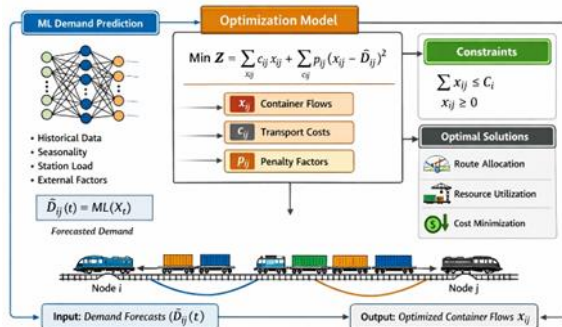 ML Demand Prediction
Optimization Model
Min Z = ∑ c_ij x_ij + ∑ p_ij (x_ij − D̃_ij)²
x_ij
c_ij
x_ij Container Flows
c_ij Transport Costs
p_ij Penalty Factors
Constraints
∑ x_ij ≤ C_i
x_ij ≥ 0
Optimal Solutions
Route Allocation
Resource Utilization
Cost Minimization
• Historical Data
• Seasonality
• Station Load
• External Factors
D̃_ij(t) = ML(X_t)
Forecasted Demand
Node i
Node j
Input: Demand Forecasts (D̃_ij(t)
Output: Optimized Container Flows x_ij